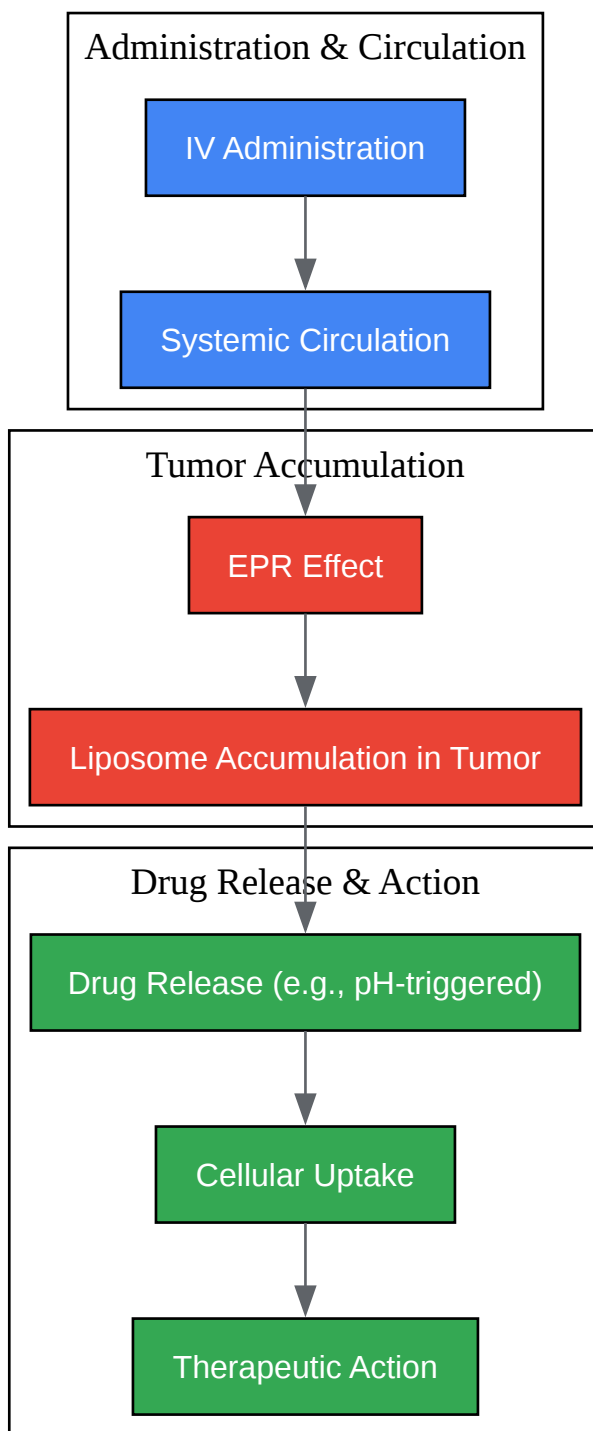 Administration & Circulation
IV Administration
Systemic Circulation
Tumor Accumulation
EPR Effect
Liposome Accumulation in Tumor
Drug Release & Action
Drug Release (e.g., pH-triggered)
Cellular Uptake
Therapeutic Action